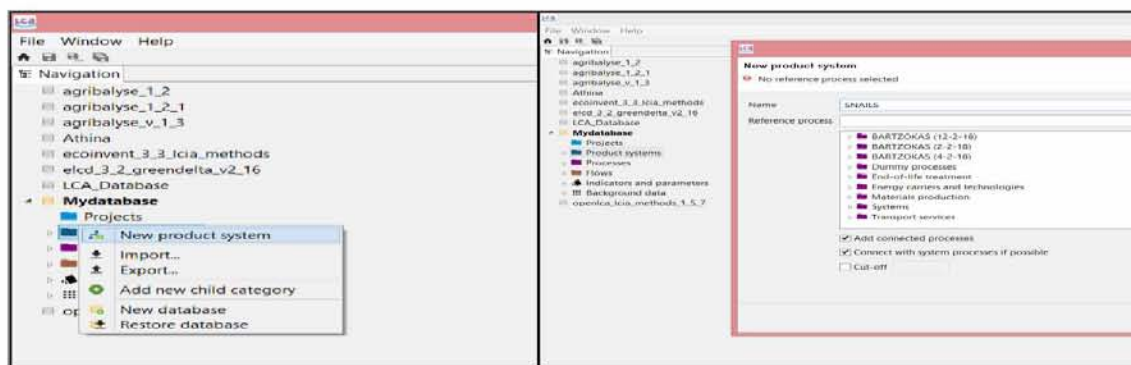 LCA
File Window Help
Navigation
agribalyse_1_2
agribalyse_1_2_1
agribalyse_v_1_3
Athina
ecoinvent_3_3_lcia_methods
elcd_3_2_greendelta_v2_16
LCA_Database
Mydatabase
Projects
New product system
Import...
Export...
Add new child category
op
New database
Restore database
LCA
File Window Help
Navigation
agribalyse_1_2
agribalyse_1_2_1
agribalyse_v_1_3
Athina
ecoinvent_3_3_lcia_methods
elcd_3_2_greendelta_v2_16
LCA_Database
Mydatabase
Projects
Product systems
Processes
Flows
Indicators and parameters
Background data
openlca_lcia_methods_1_5_7
LCA
New product system
No reference process selected
Name SNAILS
Reference process
BARTZOKAS (12-2-18)
BARTZOKAS (2-2-18)
BARTZOKAS (4-2-18)
Dummy processes
End-of-life treatment
Energy carriers and technologies
Materials production
Systems
Transport services
Add connected processes
Connect with system processes if possible
Cut-off